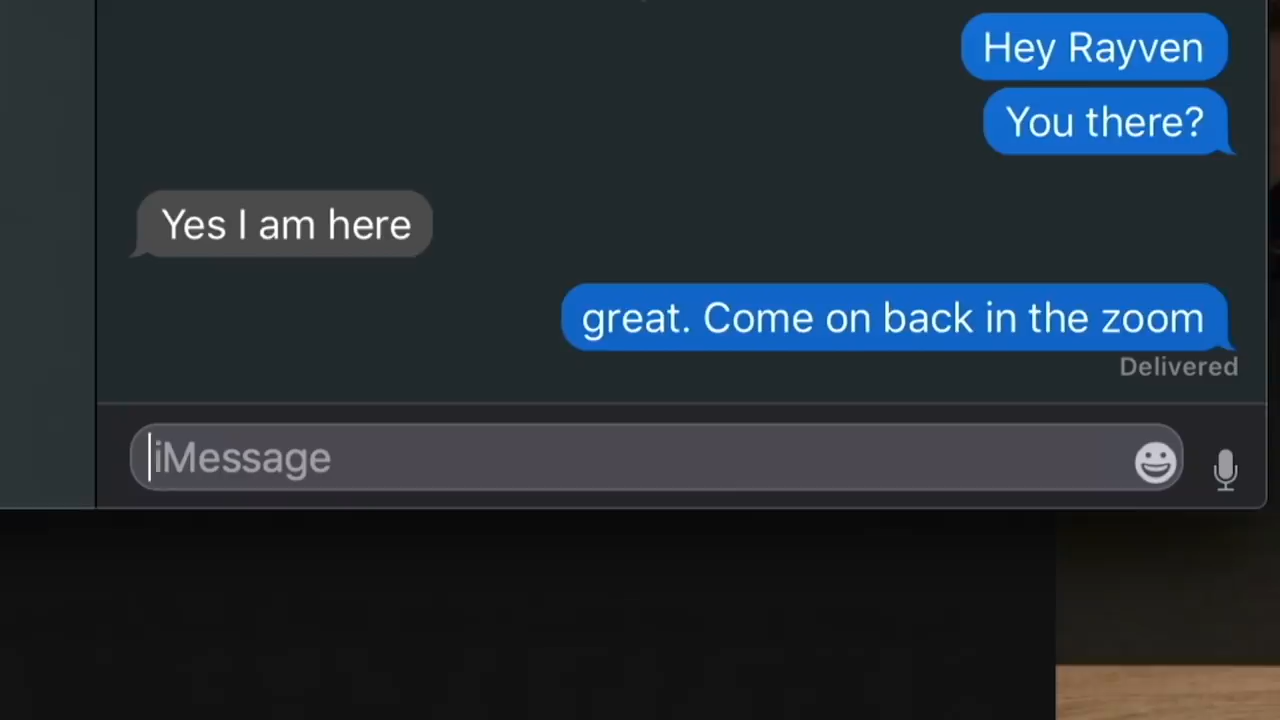 Hey Rayven
You there?
Yes I am here
great. Come on back in the zoom
Delivered
iMessage